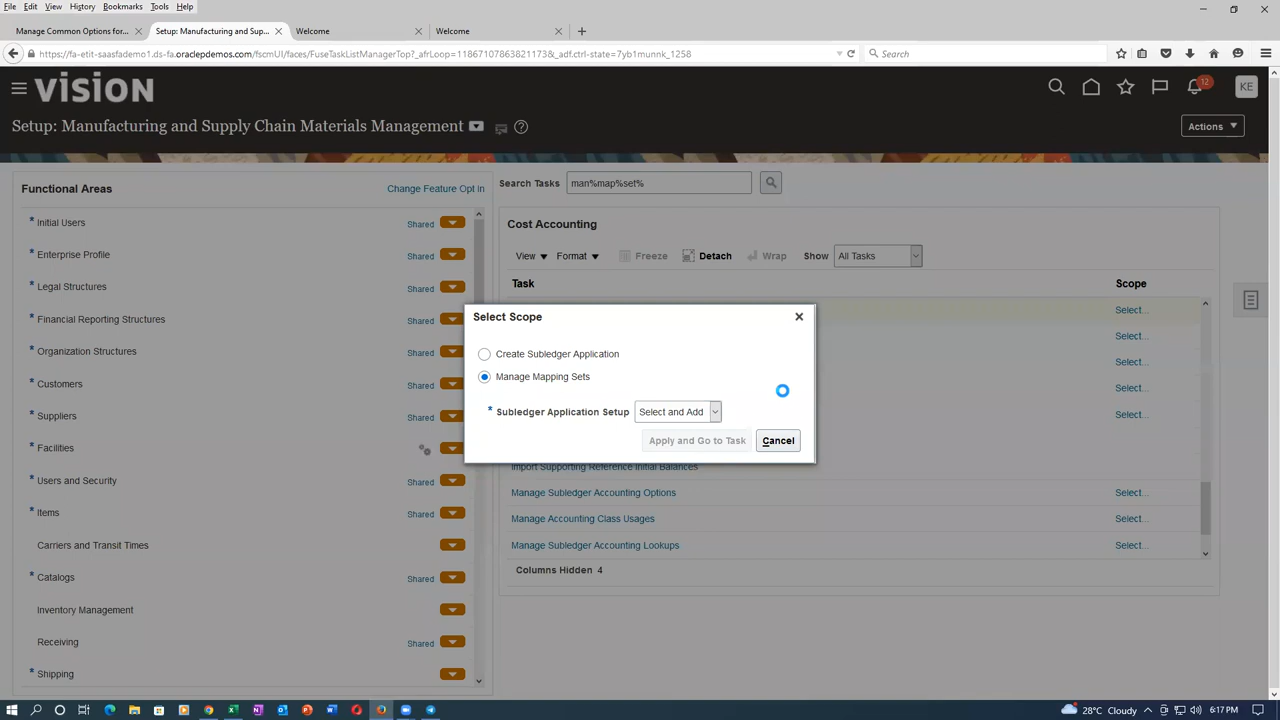 File Edit View History Bookmarks Tools Help
Manage Common Options for...
Setup: Manufacturing and Sup...
Welcome
Welcome
https://fa-etit-saasfademo1.ds-fa.oraclepdemos.com/fscmUI/faces/FuseTaskListManagerTop?_afrLoop=11867107863821173&_adf.ctrl-state=7yb1munnk_1258
Search
VISION
12
KE
Setup: Manufacturing and Supply Chain Materials Management
Actions
Functional Areas
Change Feature Opt in
Initial Users Shared
Enterprise Profile Shared
Legal Structures Shared
Financial Reporting Structures Shared
Organization Structures Shared
Customers Shared
Suppliers Shared
Facilities
Users and Security Shared
Items Shared
Carriers and Transit Times
Catalogs Shared
Inventory Management
Receiving Shared
Shipping
Search Tasks man%map%set%
Cost Accounting
View Format Freeze Detach Wrap Show All Tasks
Task Scope
Select...
Select...
Select...
Select...
Select...
Select Scope
Create Subledger Application
Manage Mapping Sets
* Subledger Application Setup Select and Add
Apply and Go to Task Cancel
Import Supporting Reference Initial Balances
Manage Subledger Accounting Options Select...
Manage Accounting Class Usages Select...
Manage Subledger Accounting Lookups Select...
Columns Hidden 4
28°C Cloudy
6:17 PM